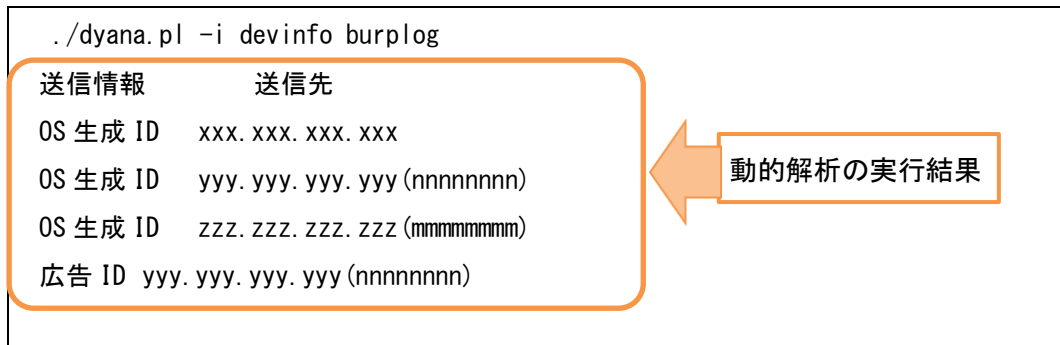 ./dyana.pl -i devinfo burplog
送信情報 送信先
OS 生成 ID xxx.xxx.xxx.xxx
OS 生成 ID yyy.yyy.yyy.yyy(nnnnnnnn)
OS 生成 ID zzz.zzz.zzz.zzz(mmmmmmmm)
広告 ID yyy.yyy.yyy.yyy(nnnnnnnn)
動的解析の実行結果